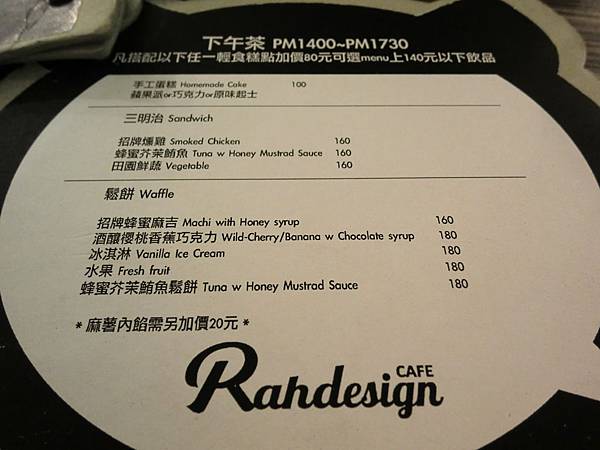 下午茶 PM1400~PM1730
凡搭配以下任一輕食糕點加價80元可選menu上140元以下飲品
手工蛋糕 Homemade Cake 100
蘋果派or巧克力or原味起士
三明治 Sandwich
招牌燻雞 Smoked Chicken 160
蜂蜜芥茉鮪魚 Tuna w Honey Mustrad Sauce 160
田園鮮蔬 Vegetable 160
鬆餅 Waffle
招牌蜂蜜麻吉 Machi with Honey syrup 160
酒釀櫻桃香蕉巧克力 Wild-Cherry/Banana w Chocolate syrup 180
冰淇淋 Vanilla Ice Cream 180
水果 Fresh fruit 180
蜂蜜芥茉鮪魚鬆餅 Tuna w Honey Mustrad Sauce 180
*麻薯內餡需另加價20元*
Rahdesign CAFE